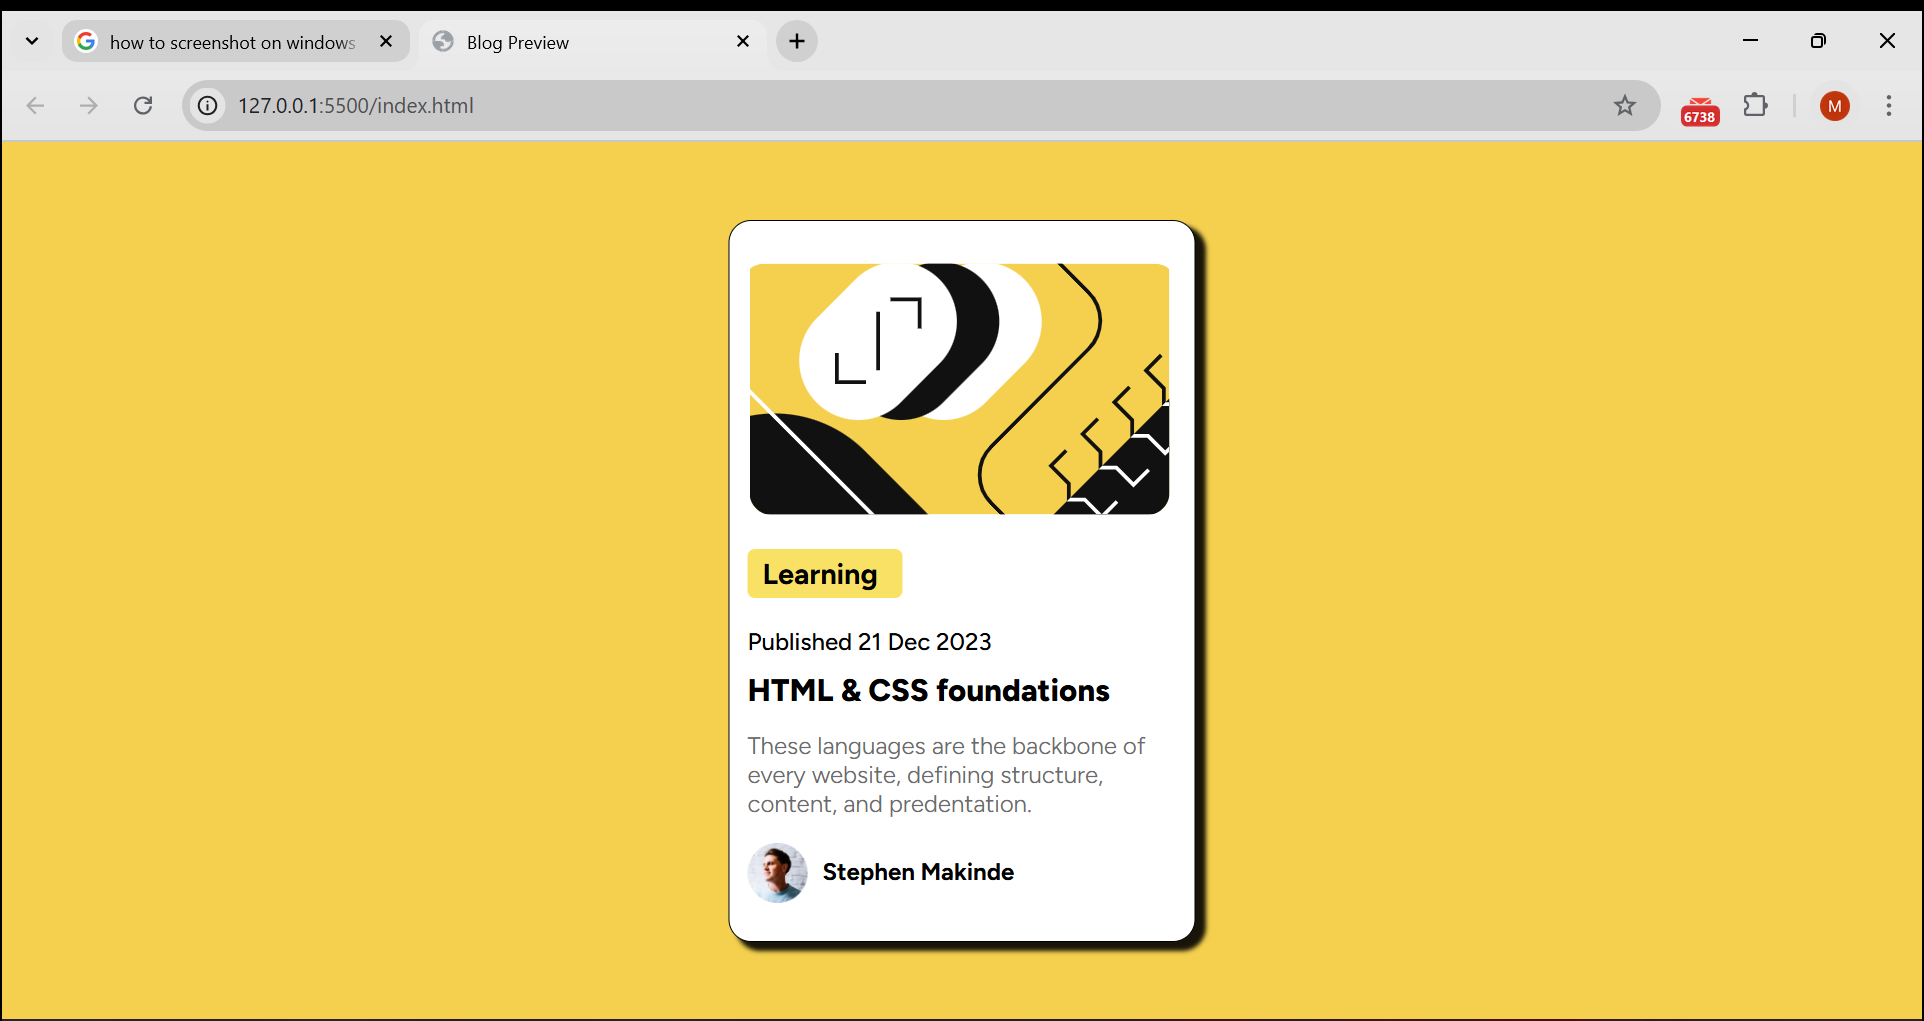 how to screenshot on windows
Blog Preview
127.0.0.1:5500/index.html
6738
M
Learning
Published 21 Dec 2023
HTML & CSS foundations
These languages are the backbone of
every website, defining structure,
content, and predentation.
Stephen Makinde